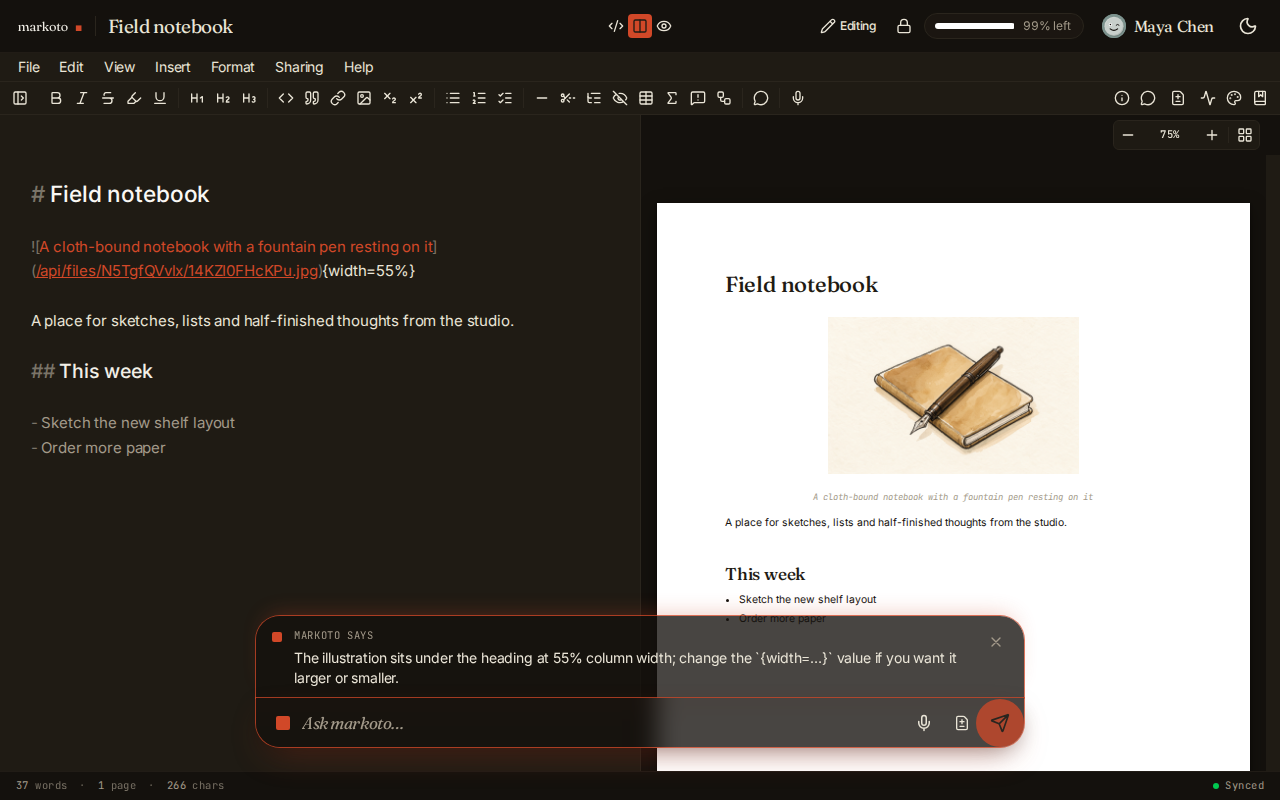 markoto
Field notebook
Editing
99% left
Maya Chen
File Edit View Insert Format Sharing Help
H1 H2 H3
75%
# Field notebook
![A cloth-bound notebook with a fountain pen resting on it]
(/api/files/N5TgfQVvlx/14KZI0FHcKPu.jpg){width=55%}
A place for sketches, lists and half-finished thoughts from the studio.
## This week
- Sketch the new shelf layout
- Order more paper
Field notebook
A cloth-bound notebook with a fountain pen resting on it
A place for sketches, lists and half-finished thoughts from the studio.
This week
• Sketch the new shelf layout
• Order more paper
MARKOTO SAYS
The illustration sits under the heading at 55% column width; change the `{width=…}` value if you want it
larger or smaller.
Ask markoto…
37 words · 1 page · 266 chars
Synced